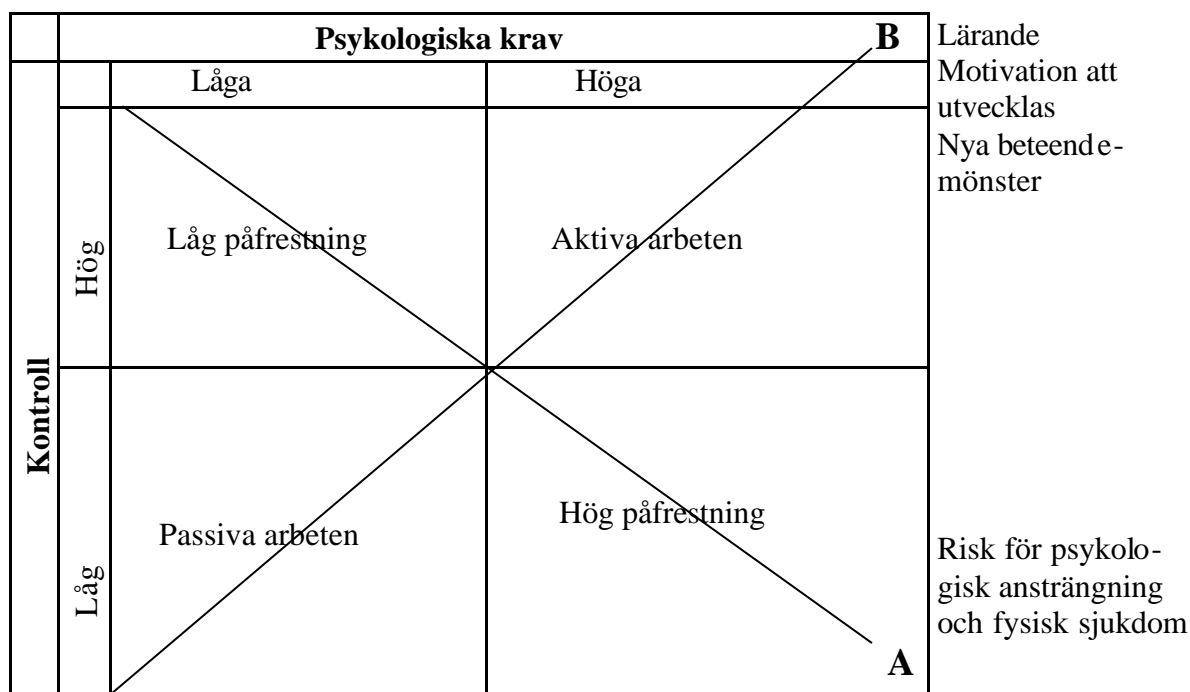 Psykologiska krav
B
Låga
Höga
Lärande
Motivation att
utvecklas
Nya beteende-
mönster
Kontroll
Hög
Låg påfrestning
Aktiva arbeten
Låg
Passiva arbeten
Hög påfrestning
A
Risk för psykolo-
gisk ansträngning
och fysisk sjukdom